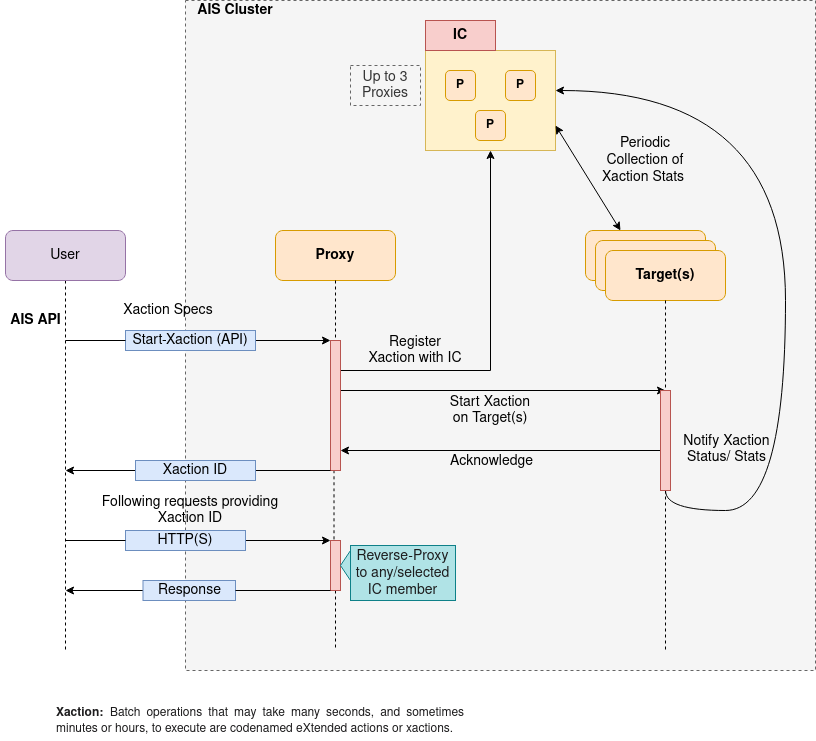 AIS Cluster
IC
Up to 3
Proxies
P
P
P
Periodic
Collection of
Xaction Stats
User
Proxy
Target(s)
AIS API
Xaction Specs
Start-Xaction (API)
Register
Xaction with IC
Start Xaction
on Target(s)
Notify Xaction
Status/ Stats
Acknowledge
Xaction ID
Following requests providing
Xaction ID
HTTP(S)
Reverse-Proxy
to any/selected
IC member
Response
Xaction: Batch operations that may take many seconds, and sometimes
minutes or hours, to execute are codenamed eXtended actions or xactions.